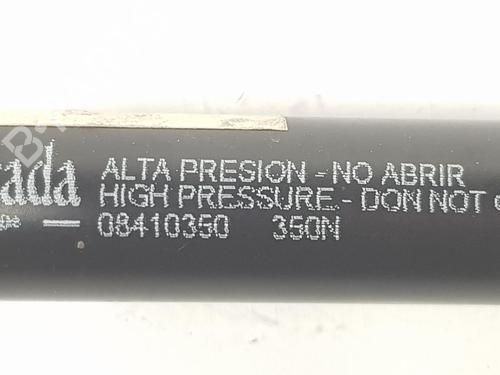 ALTA PRESION - NO ABRIR
HIGH PRESSURE - DON NOT
08410350 350N